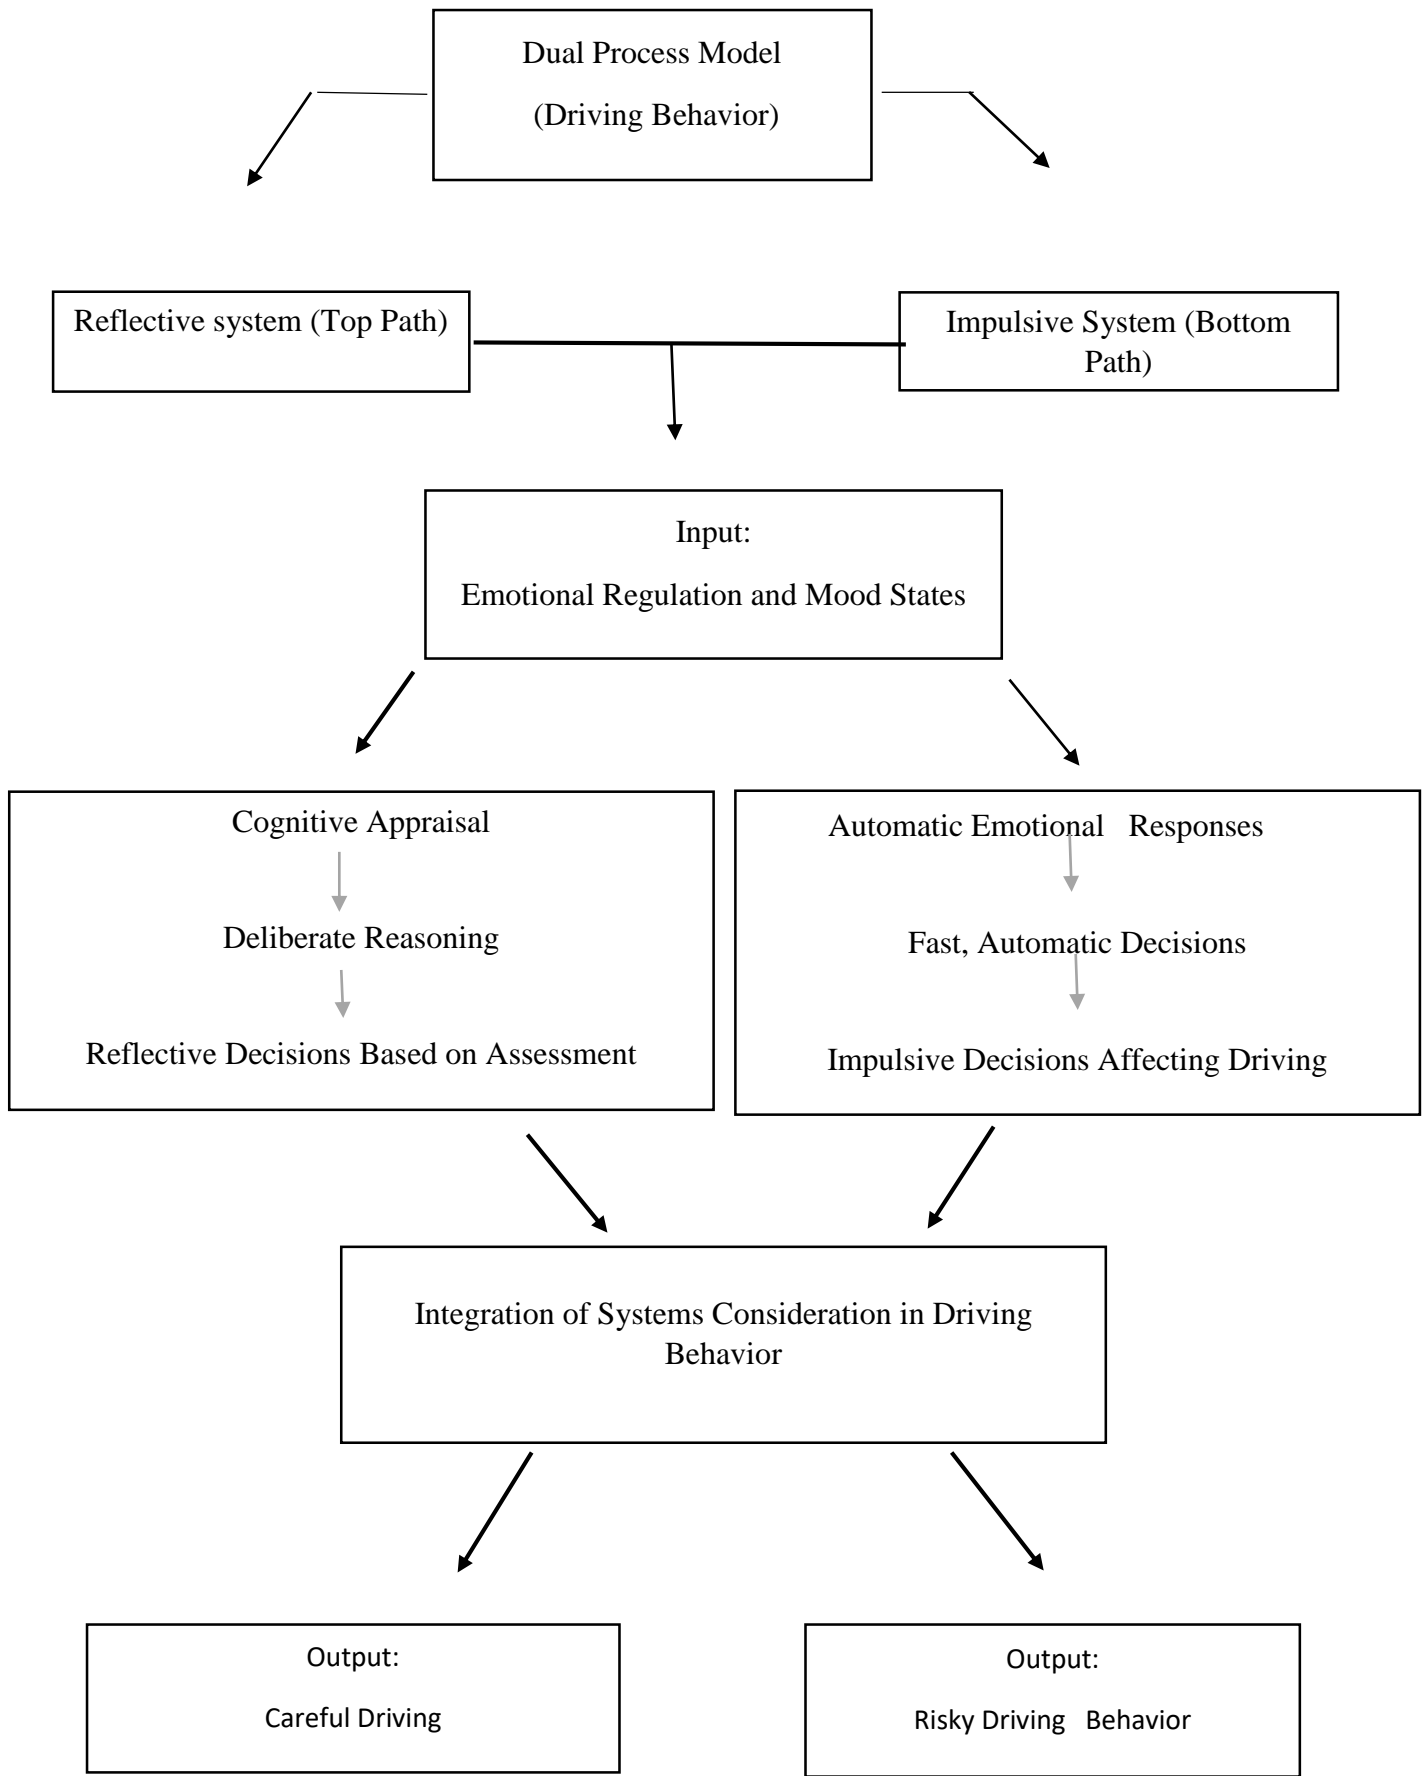 Dual Process Model
(Driving Behavior)
Reflective system (Top Path)
Impulsive System (Bottom
Path)
Input:
Emotional Regulation and Mood States
Cognitive Appraisal
Deliberate Reasoning
Reflective Decisions Based on Assessment
Automatic Emotional Responses
Fast, Automatic Decisions
Impulsive Decisions Affecting Driving
Integration of Systems Consideration in Driving
Behavior
Output:
Careful Driving
Output:
Risky Driving Behavior